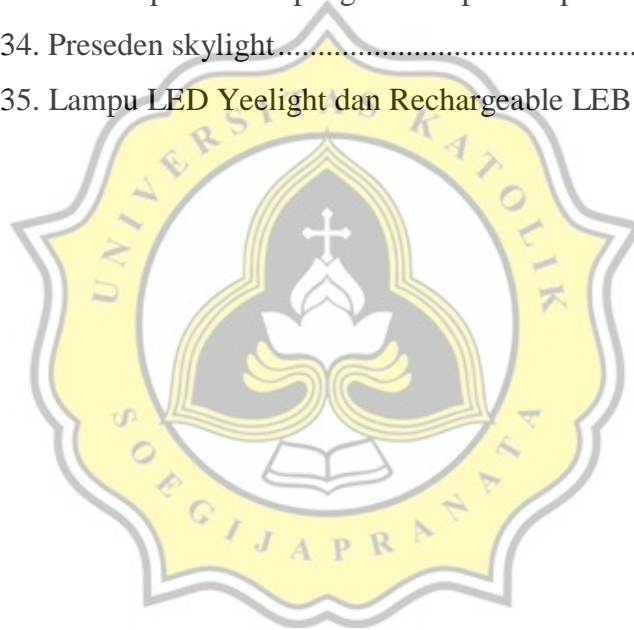 34. Preseden skylight.....................................
35. Lampu LED Yeelight dan Rechargeable LEB
UNIVERSITAS KATOLIK
SOEGIJAPRANATA